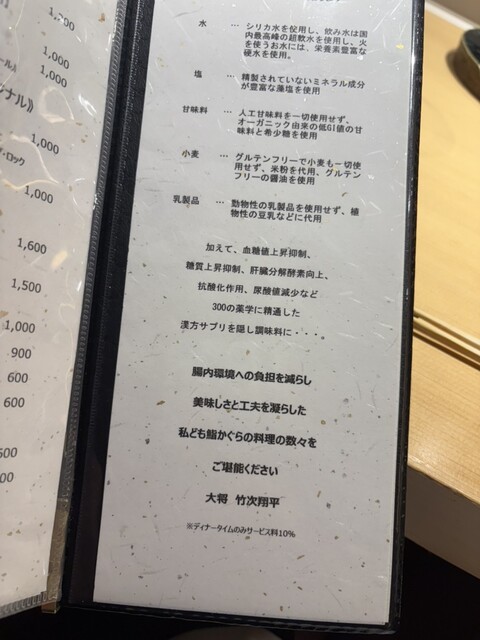 水 … シリカ水を使用し、飲み水は国
内最高峰の超軟水を使用し、火
を使うお水には、栄養素豊富な
硬水を使用。
塩 … 精製されていないミネラル成分
が豊富な藻塩を使用
甘味料 … 人工甘味料を一切使用せず、
オーガニック由来の低GI値の甘
味料と希少糖を使用
小麦 … グルテンフリーで小麦も一切使
用せず、米粉を代用、グルテン
フリーの醤油を使用
乳製品 … 動物性の乳製品を使用せず、植
物性の豆乳などに代用
加えて、血糖値上昇抑制、
糖質上昇抑制、肝臓分解酵素向上、
抗酸化作用、尿酸値減少など
300の薬学に精通した
漢方サプリを隠し調味料に・・・
腸内環境への負担を減らし
美味しさと工夫を凝らした
私ども鮨かぐらの料理の数々を
ご堪能ください
大将 竹次翔平
※ディナータイムのみサービス料10%
1,000
1,000
ナル》
1,000
ロック
1,000
1,600
1,500
1,000
900
600
600